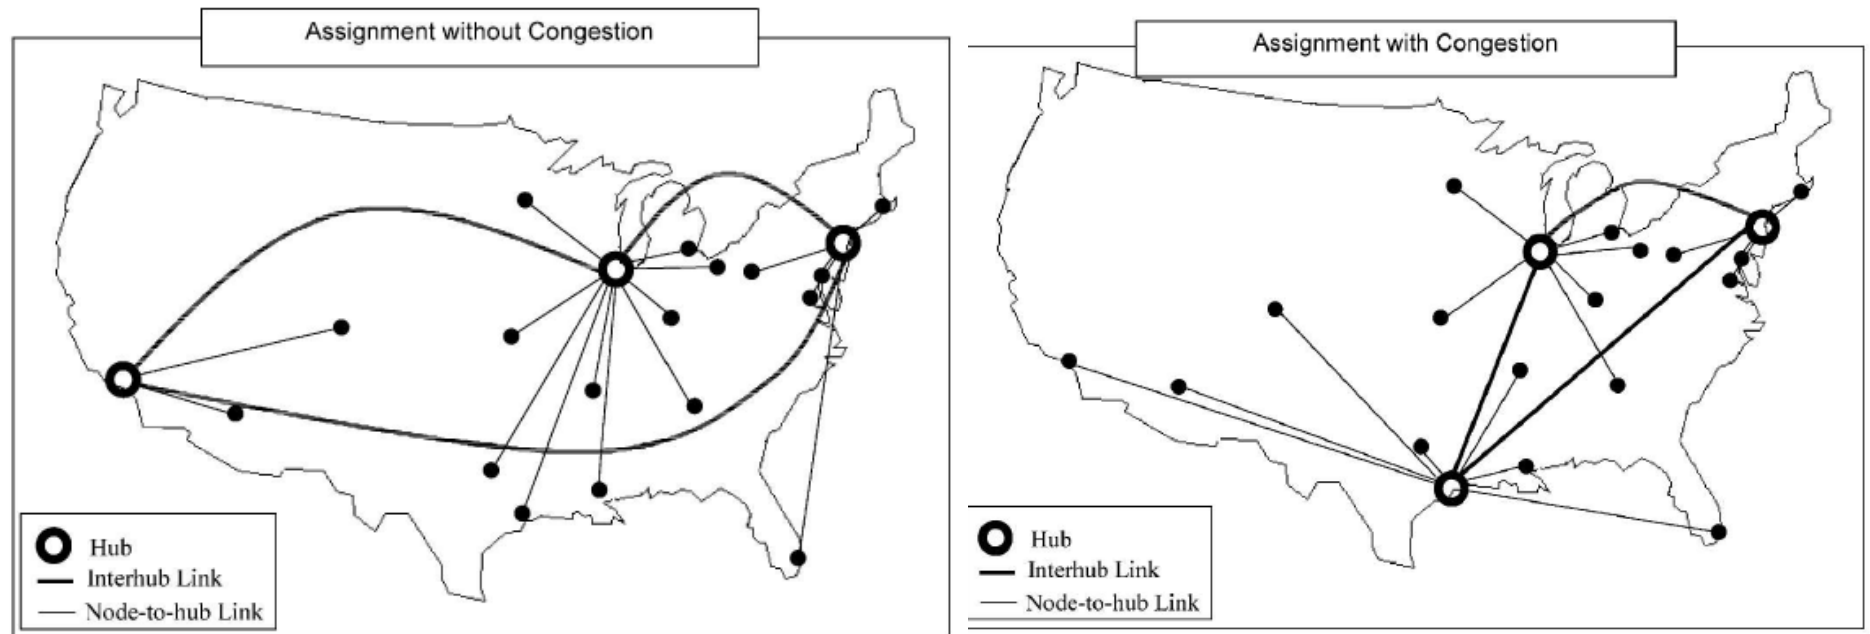 Assignment without Congestion
Hub
Interhub Link
Node-to-hub Link
Assignment with Congestion
Hub
Interhub Link
Node-to-hub Link